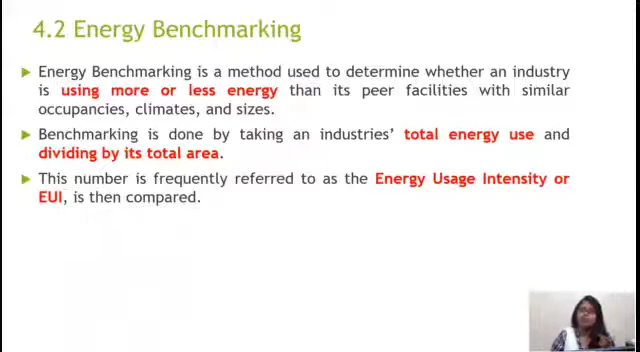 4.2 Energy Benchmarking
Energy Benchmarking is a method used to determine whether an industry
is using more or less energy than its peer facilities with similar
occupancies, climates, and sizes.
Benchmarking is done by taking an industries' total energy use and
dividing by its total area.
This number is frequently referred to as the Energy Usage Intensity or
EUI, is then compared.